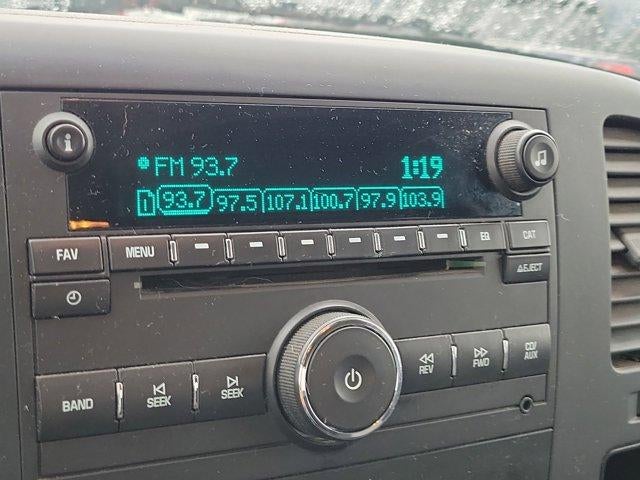 FM 93.7 1:19
1 93.7 97.5 107.1 100.7 97.9 103.9
FAV MENU EQ CAT
EJECT
BAND SEEK SEEK REV FWD CD/AUX